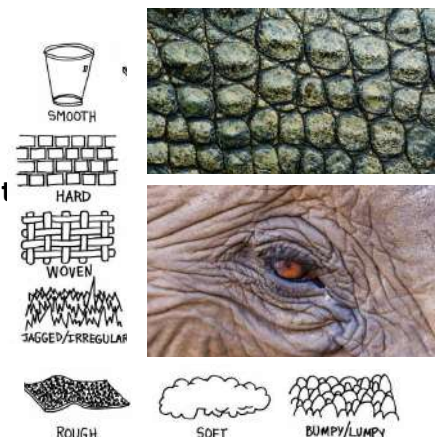 SMOOTH
HARD
WOVEN
JAGGED/IRREGULAR
ROUGH
SOFT
BUMPY/LUMPY